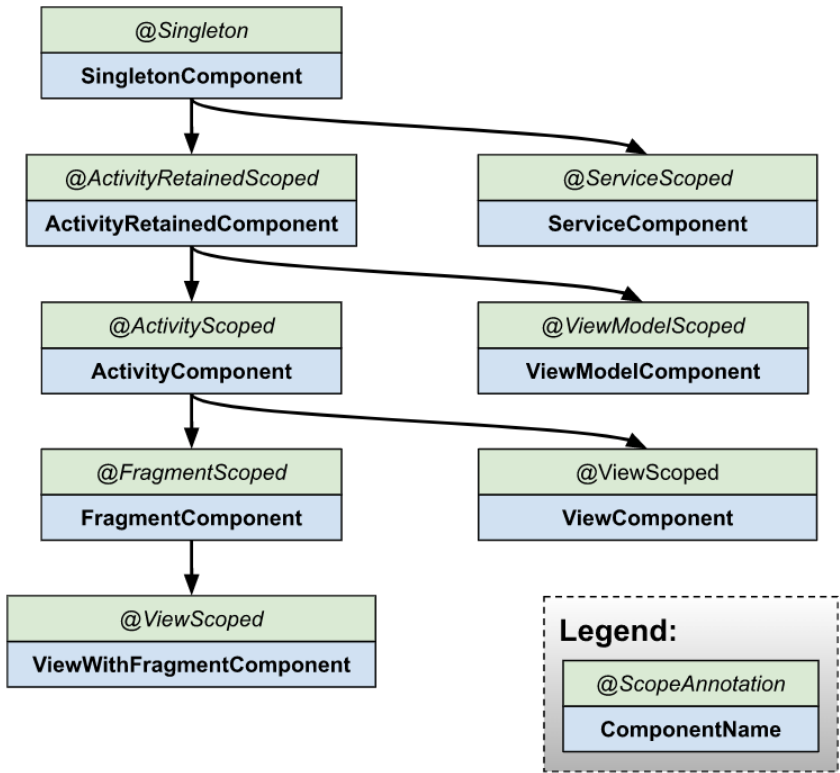 @Singleton
SingletonComponent
@ActivityRetainedScoped
ActivityRetainedComponent
@ServiceScoped
ServiceComponent
@ActivityScoped
ActivityComponent
@ViewModelScoped
ViewModelComponent
@FragmentScoped
FragmentComponent
@ViewScoped
ViewComponent
@ViewScoped
ViewWithFragmentComponent
Legend:
@ScopeAnnotation
ComponentName